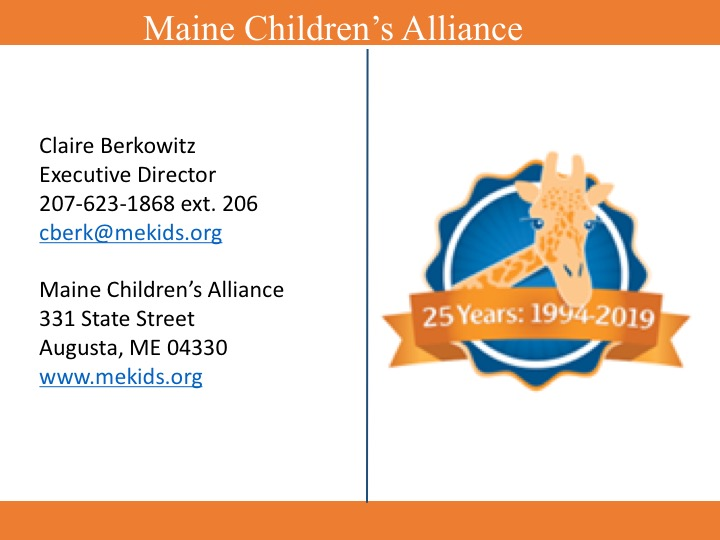 Maine Children’s Alliance
Claire Berkowitz
Executive Director
207-623-1868 ext. 206
cberk@mekids.org
Maine Children’s Alliance
331 State Street
Augusta, ME 04330
www.mekids.org
25 Years: 1994-2019